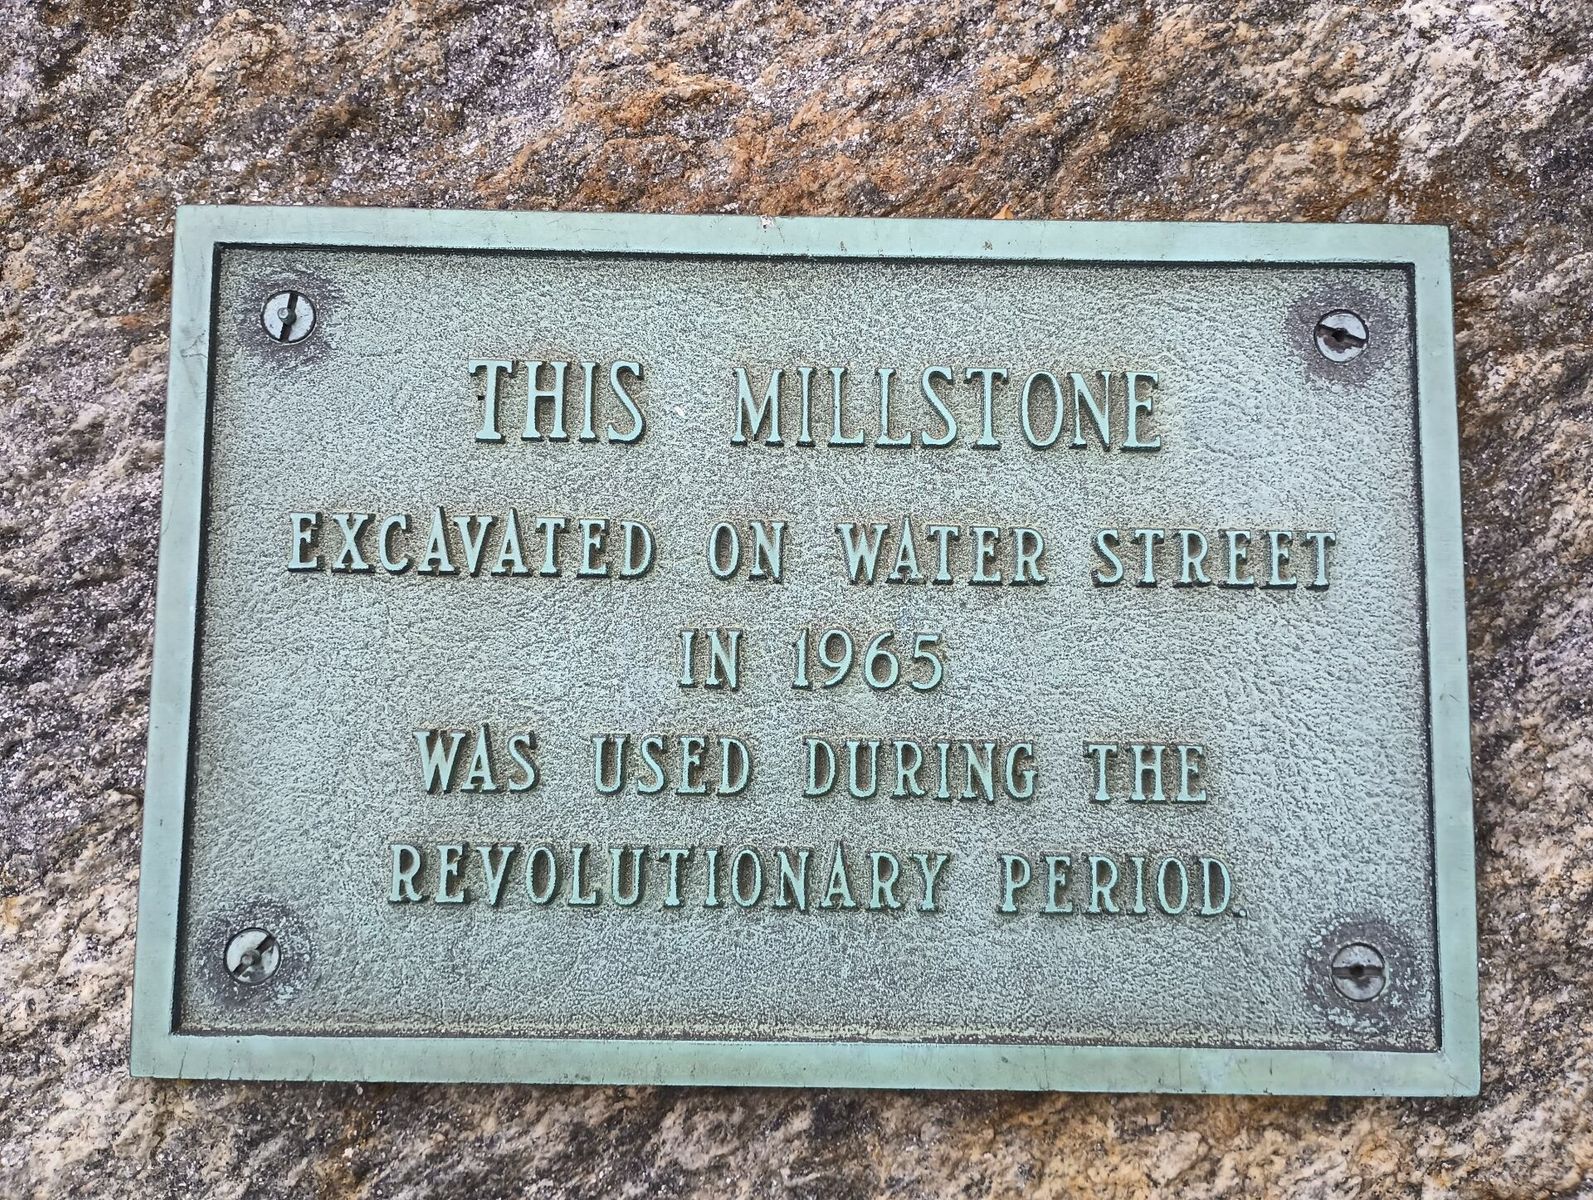 THIS MILLSTONE
EXCAVATED ON WATER STREET
IN 1965
WAS USED DURING THE
REVOLUTIONARY PERIOD.